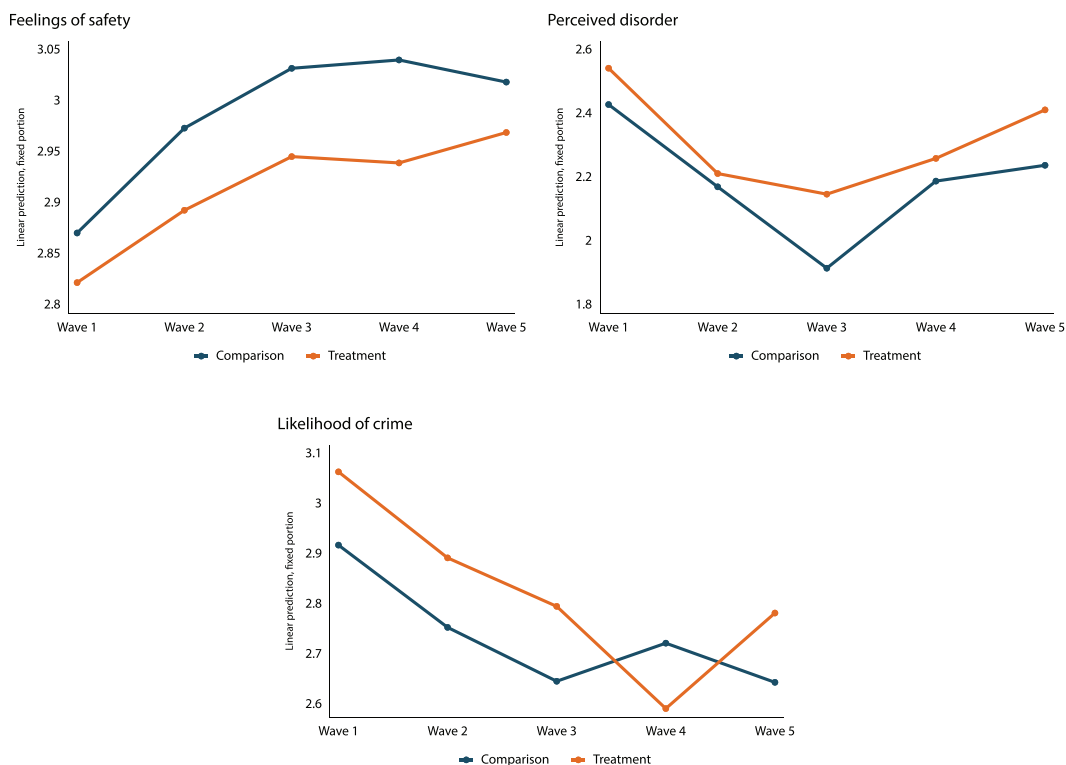 Feelings of safety
Linear prediction, fixed portion
3.05
3
2.95
2.9
2.85
2.8
Wave 1 Wave 2 Wave 3 Wave 4 Wave 5
Comparison Treatment
Perceived disorder
Linear prediction, fixed portion
2.6
2.4
2.2
2
1.8
Wave 1 Wave 2 Wave 3 Wave 4 Wave 5
Comparison Treatment
Likelihood of crime
Linear prediction, fixed portion
3.1
3
2.9
2.8
2.7
2.6
Wave 1 Wave 2 Wave 3 Wave 4 Wave 5
Comparison Treatment